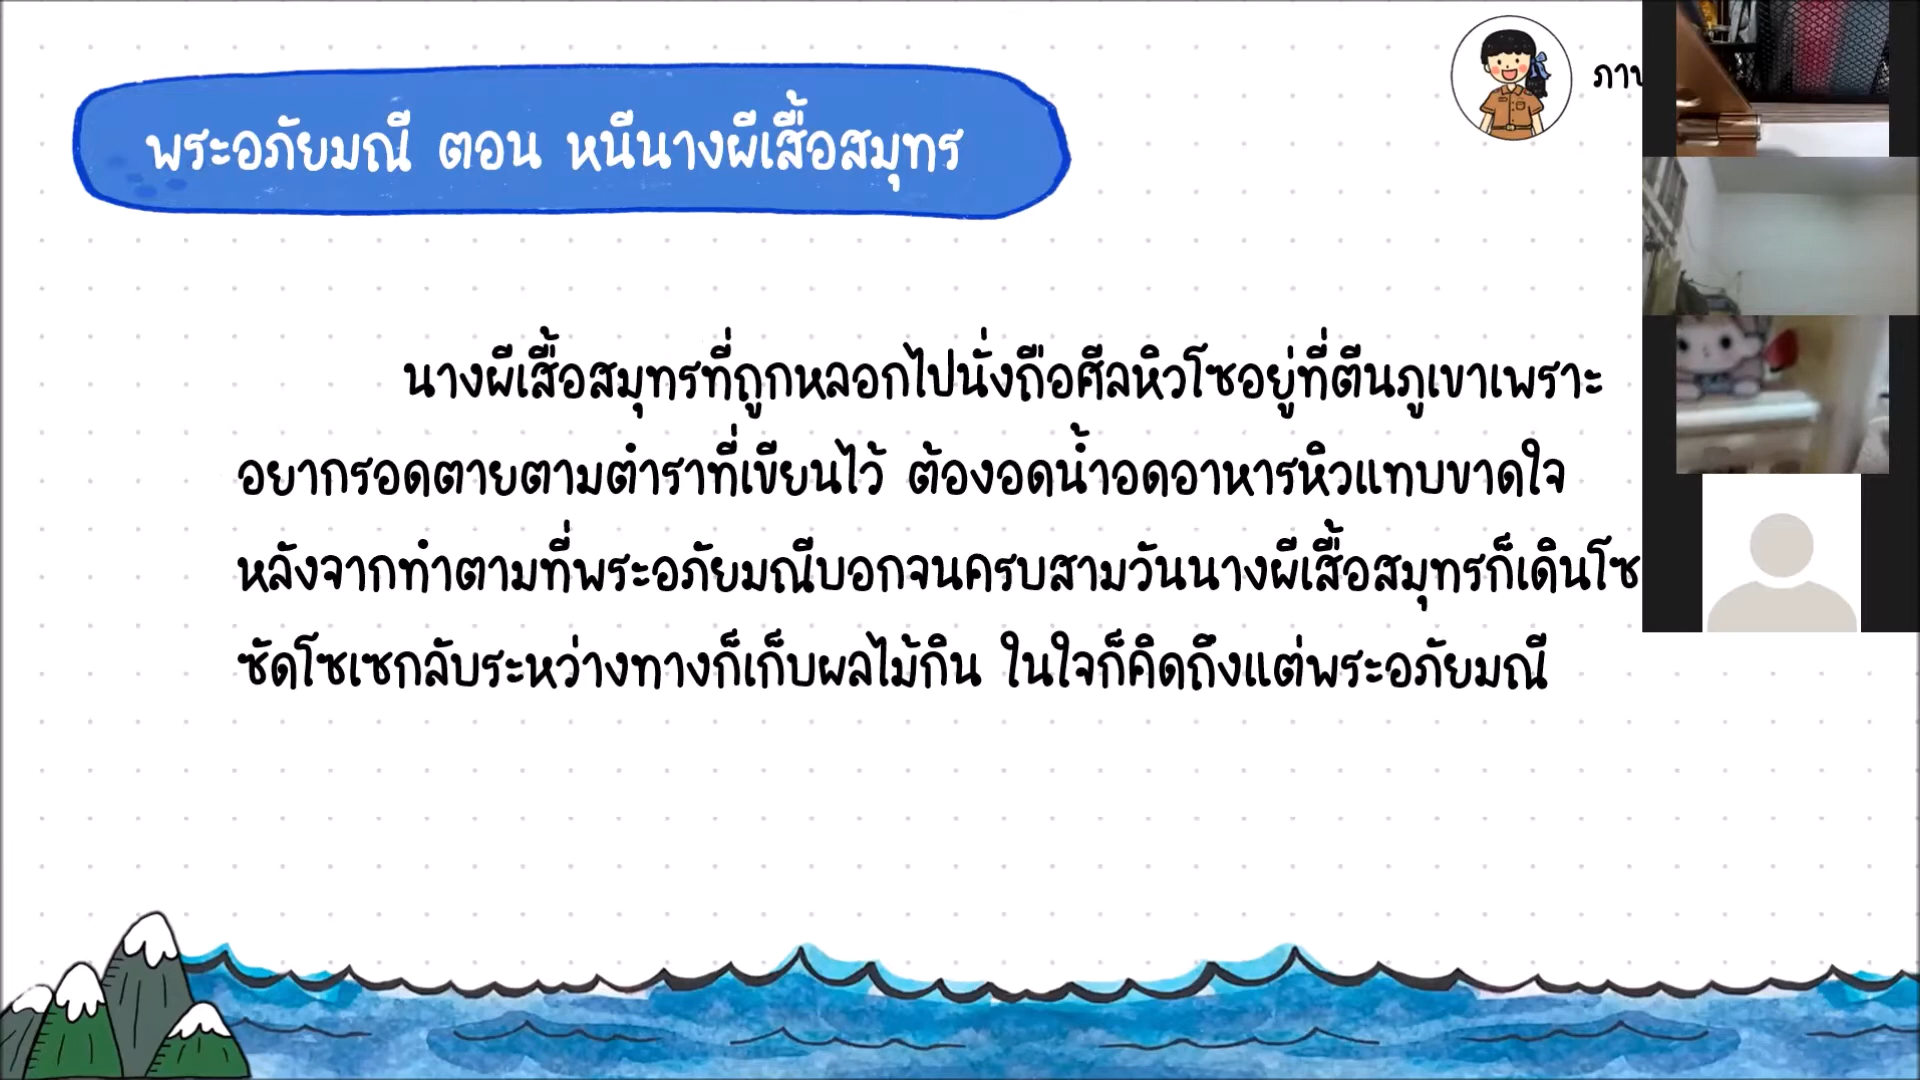 พระอภัยมณี ตอน หนีนางผีเสื้อสมุทร
นางผีเสื้อสมุทรที่ถูกหลอกไปนั่งถือศีลหิวโซอยู่ที่ตีนภูเขาเพราะ
อยากรอดตายตามตำราที่เขียนไว้ ต้องอดน้ำอดอาหารหิวแทบขาดใจ
หลังจากทำตามที่พระอภัยมณีบอกจนครบสามวันนางผีเสื้อสมุทรก็เดินโซ
ซัดโซเซกลับระหว่างทางก็เก็บผลไม้กิน ในใจก็คิดถึงแต่พระอภัยมณี